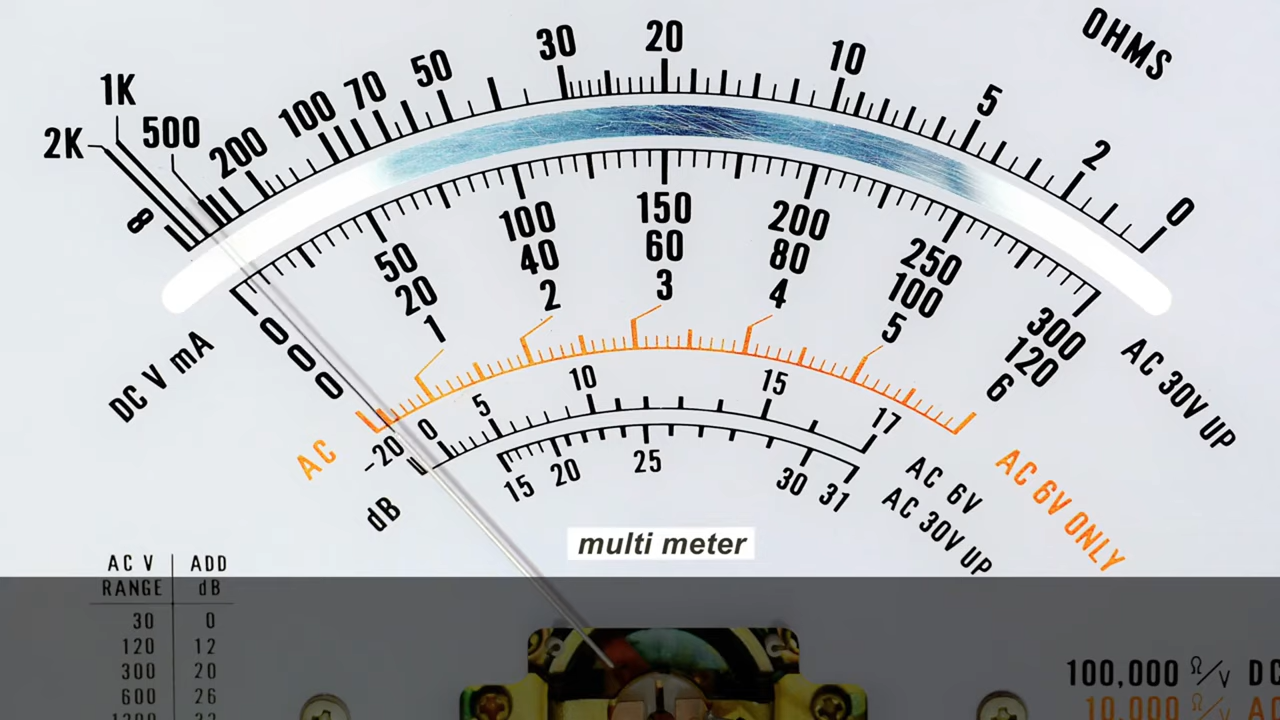 OHMS
∞ 2K 1K 500 200 100 70 50 30 20 10 5 2 0
DC V mA
0 50 100 150 200 250 300
0 20 40 60 80 100 120
0 1 2 3 4 5 6
AC 30V UP
AC
AC 6V ONLY
-20 0 5 10 15 17
AC 6V
dB
15 20 25 30 31
AC 30V UP
multi meter
AC V ADD
RANGE dB
30 0
120 12
300 20
600 26
100,000 Ω/V DC
10,000 Ω/V AC